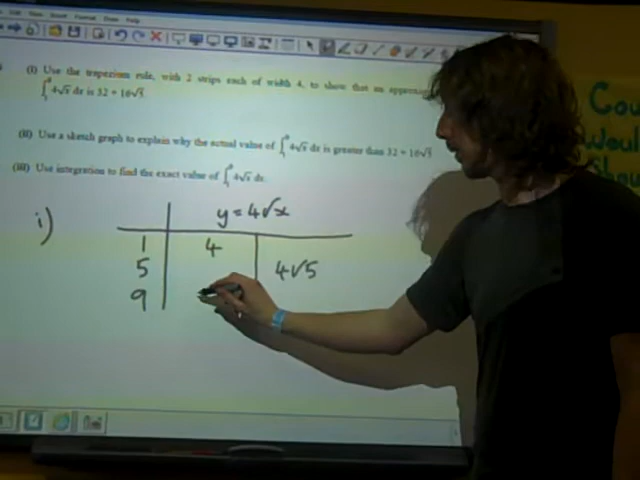 (i) Use the trapezium rule, with 2 strips each of width 4, to show that an
4√x dx is 32 + 16√5.
(ii) Use a sketch graph to explain why the actual value of ∫ 4√x dx is greater than 32 + 16√5
(iii) Use integration to find the exact value of ∫ 4√x dx.
i)
y = 4√x
1 4
5 4√5
9
Cou
Woul
Shou